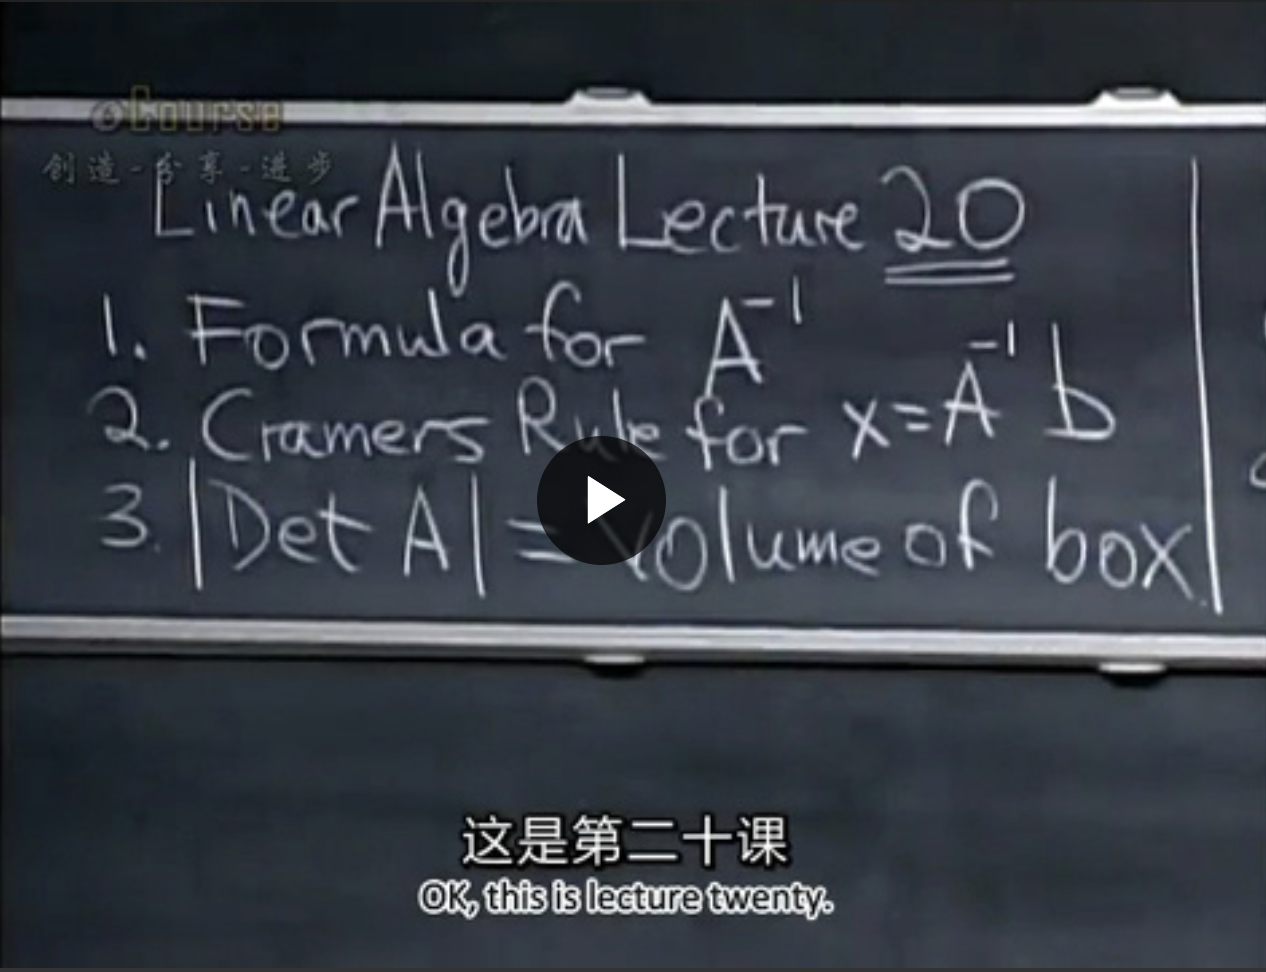 eCourse
創造-分享-进步
Linear Algebra Lecture 20
1. Formula for A⁻¹
2. Cramers Rule for x = A⁻¹ b
3. |Det A| = Volume of box
这是第二十课
OK, this is lecture twenty.